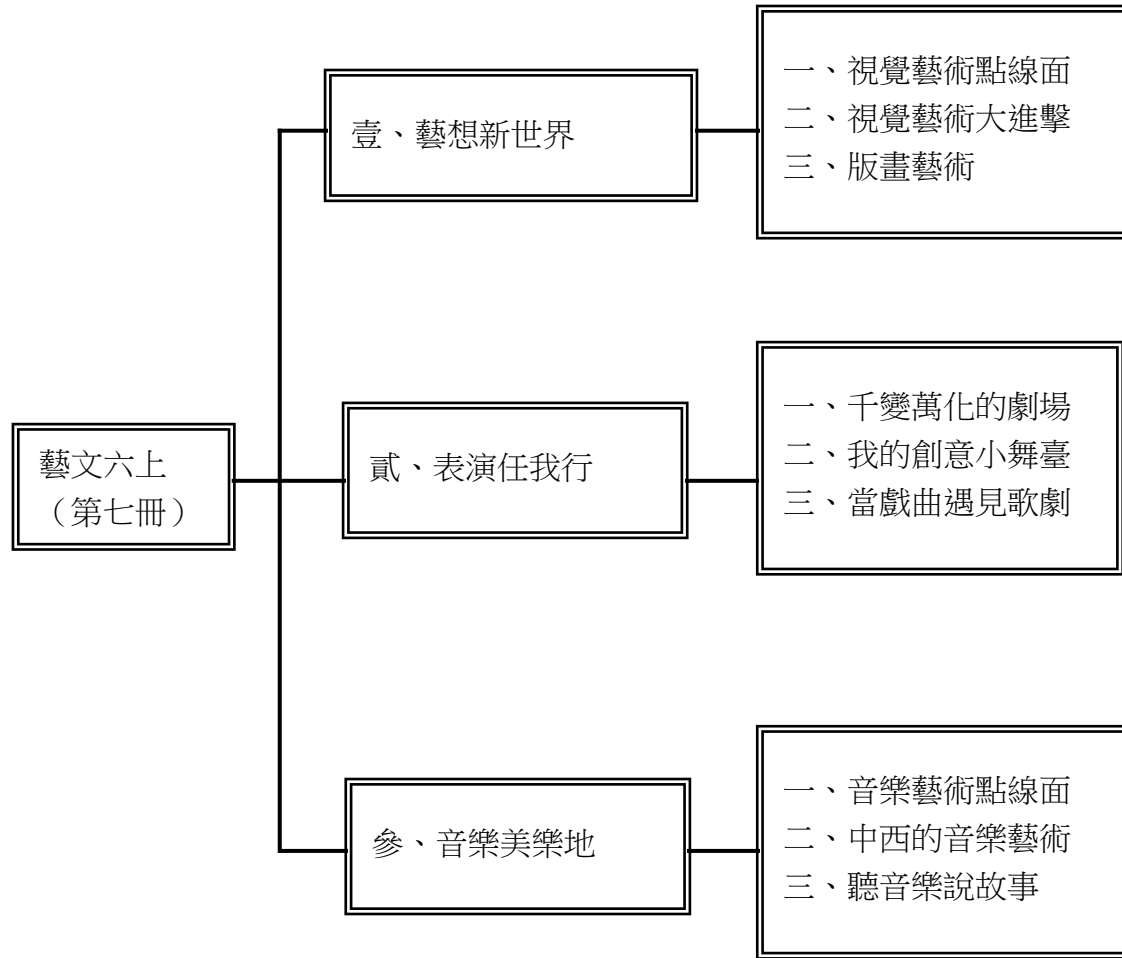 藝文六上
（第七冊）
壹、藝想新世界
一、視覺藝術點線面
二、視覺藝術大進擊
三、版畫藝術
貳、表演任我行
一、千變萬化的劇場
二、我的創意小舞臺
三、當戲曲遇見歌劇
參、音樂美樂地
一、音樂藝術點線面
二、中西的音樂藝術
三、聽音樂說故事